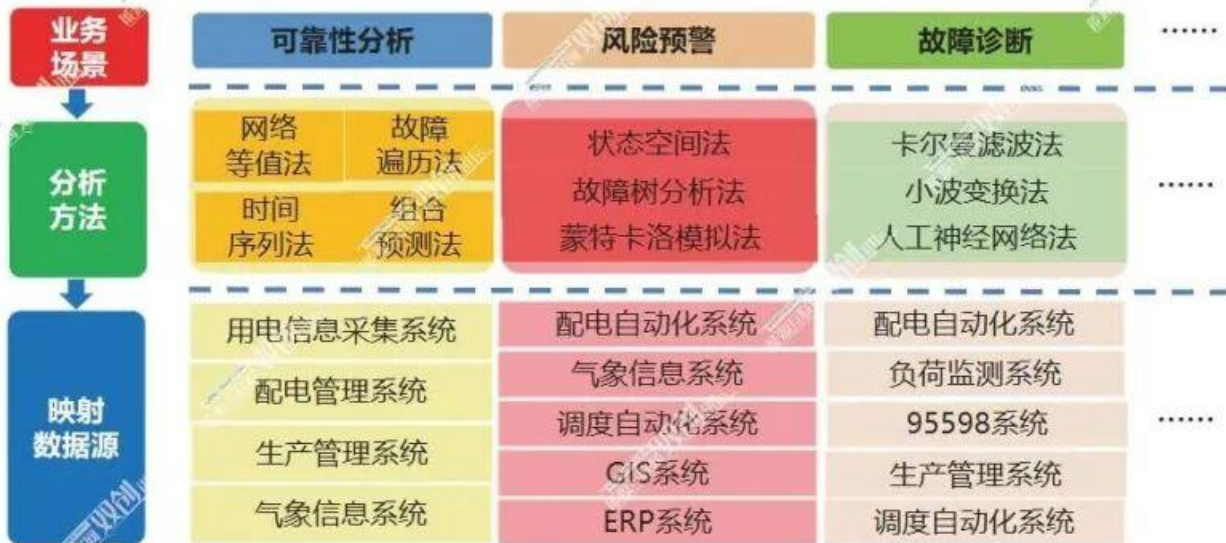 业务
场景
可靠性分析
风险预警
故障诊断
……
分析
方法
网络
等值法
故障
遍历法
时间
序列法
组合
预测法
状态空间法
故障树分析法
蒙特卡洛模拟法
卡尔曼滤波法
小波变换法
人工神经网络法
……
映射
数据源
用电信息采集系统
配电管理系统
生产管理系统
气象信息系统
配电自动化系统
气象信息系统
调度自动化系统
GIS系统
ERP系统
配电自动化系统
负荷监测系统
95598系统
生产管理系统
调度自动化系统
……